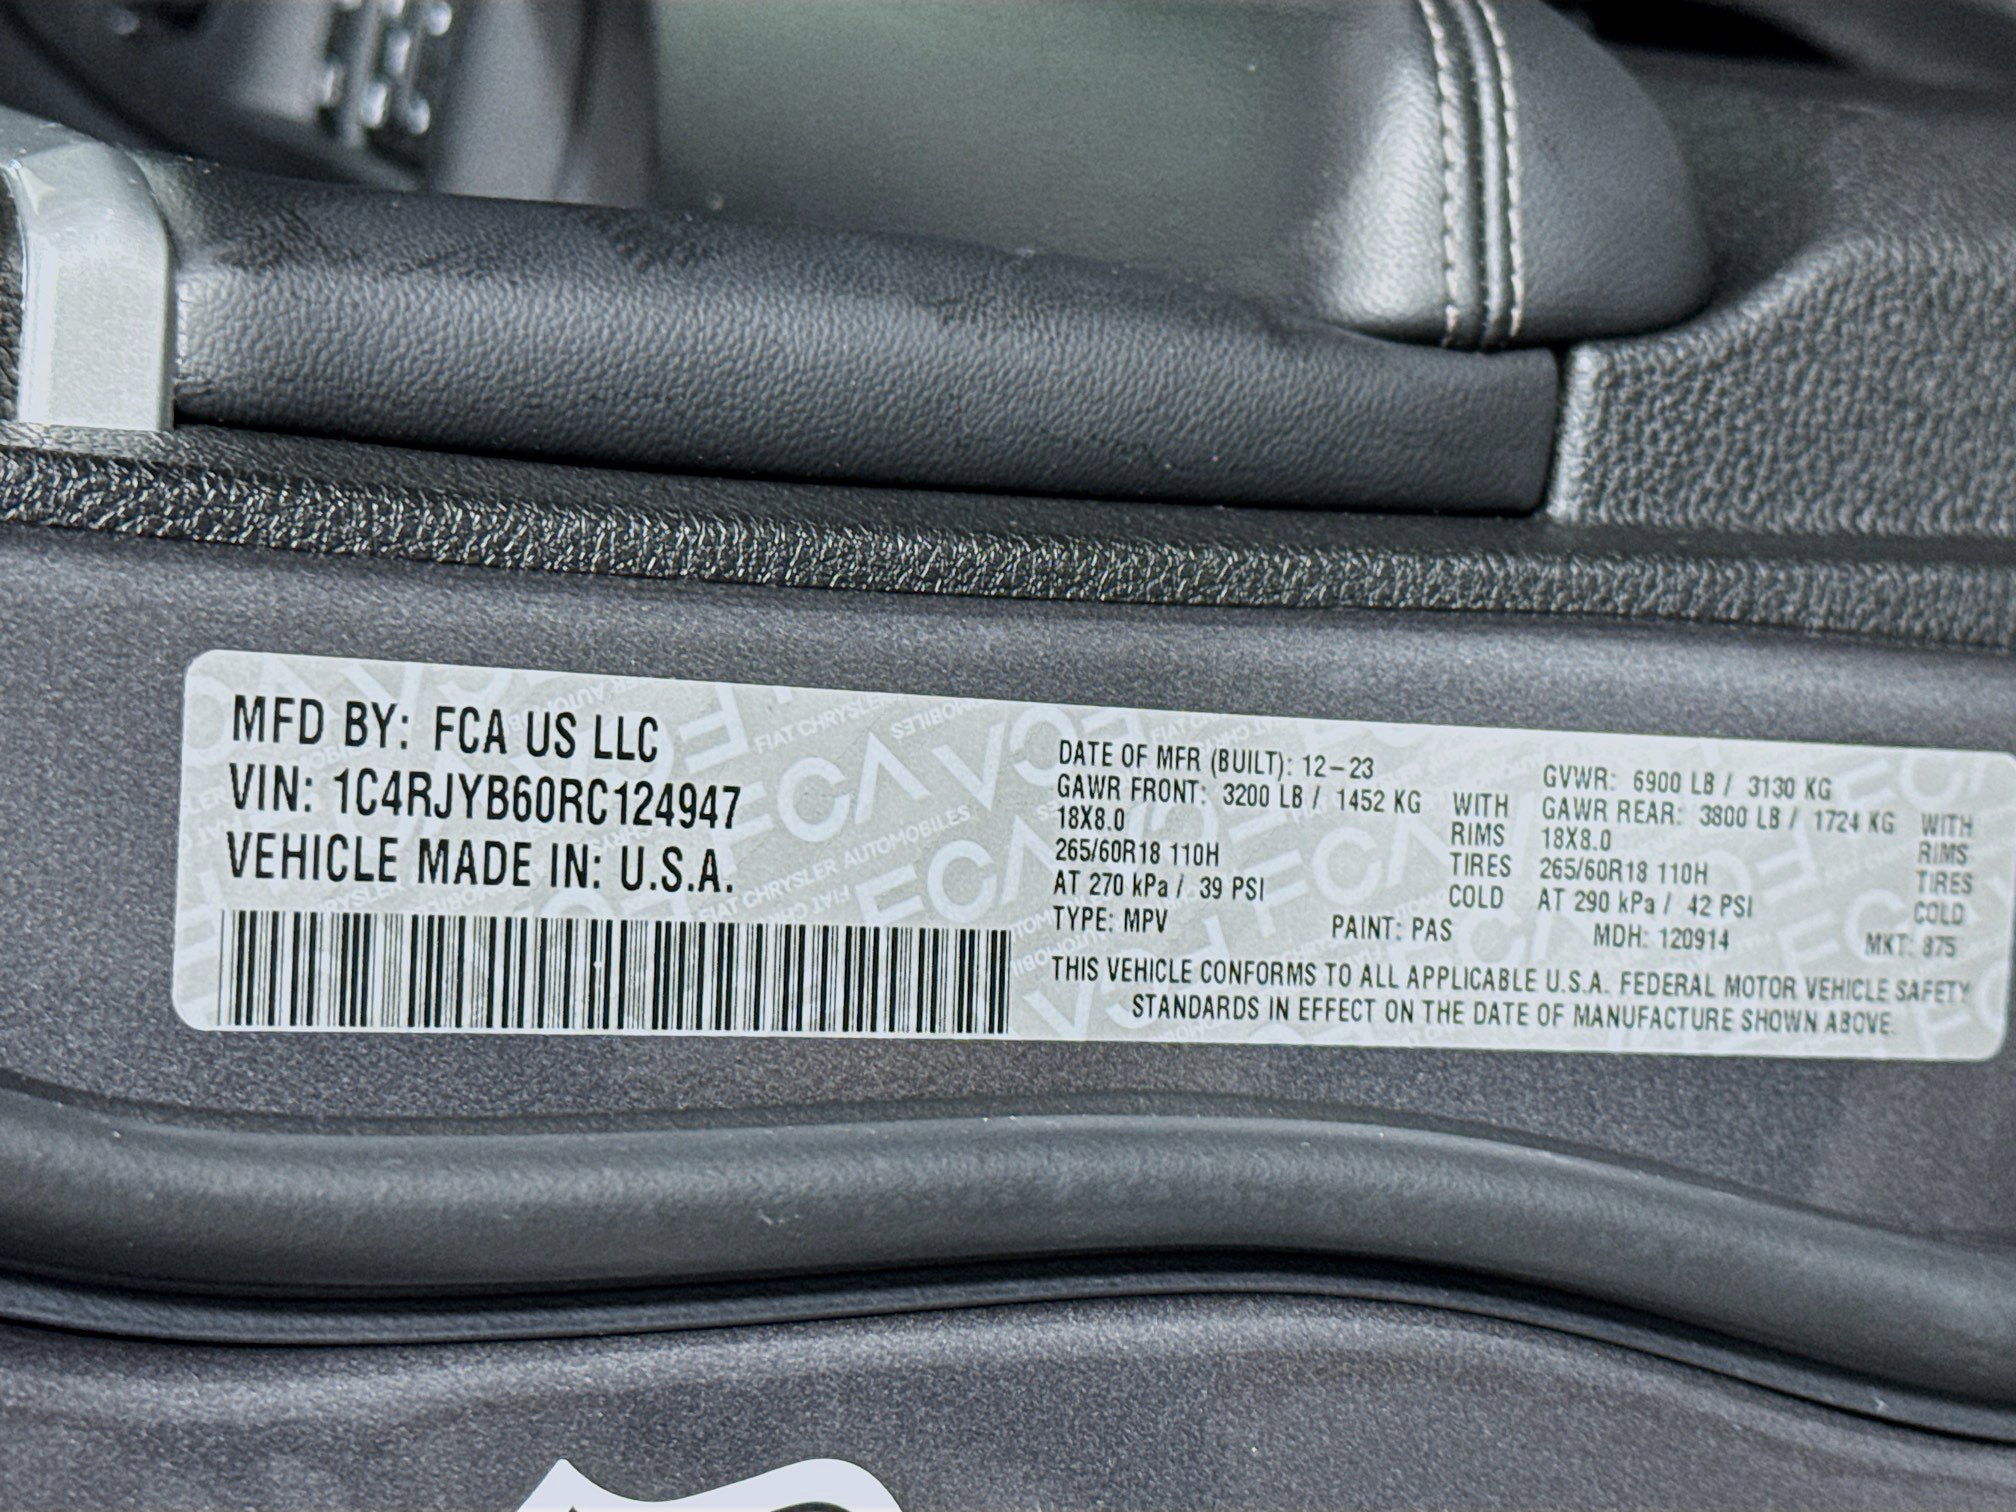 MFD BY: FCA US LLC
VIN: 1C4RJYB60RC124947
VEHICLE MADE IN: U.S.A.
DATE OF MFR (BUILT): 12-23 GVWR: 6900 LB / 3130 KG
GAWR FRONT: 3200 LB / 1452 KG WITH GAWR REAR: 3800 LB / 1724 KG WITH
18X8.0 RIMS 18X8.0 RIMS
265/60R18 110H TIRES 265/60R18 110H TIRES
AT 270 kPa / 39 PSI COLD AT 290 kPa / 42 PSI COLD
TYPE: MPV PAINT: PAS MDH: 120914 MKT: 875
THIS VEHICLE CONFORMS TO ALL APPLICABLE U.S.A. FEDERAL MOTOR VEHICLE SAFETY
STANDARDS IN EFFECT ON THE DATE OF MANUFACTURE SHOWN ABOVE.